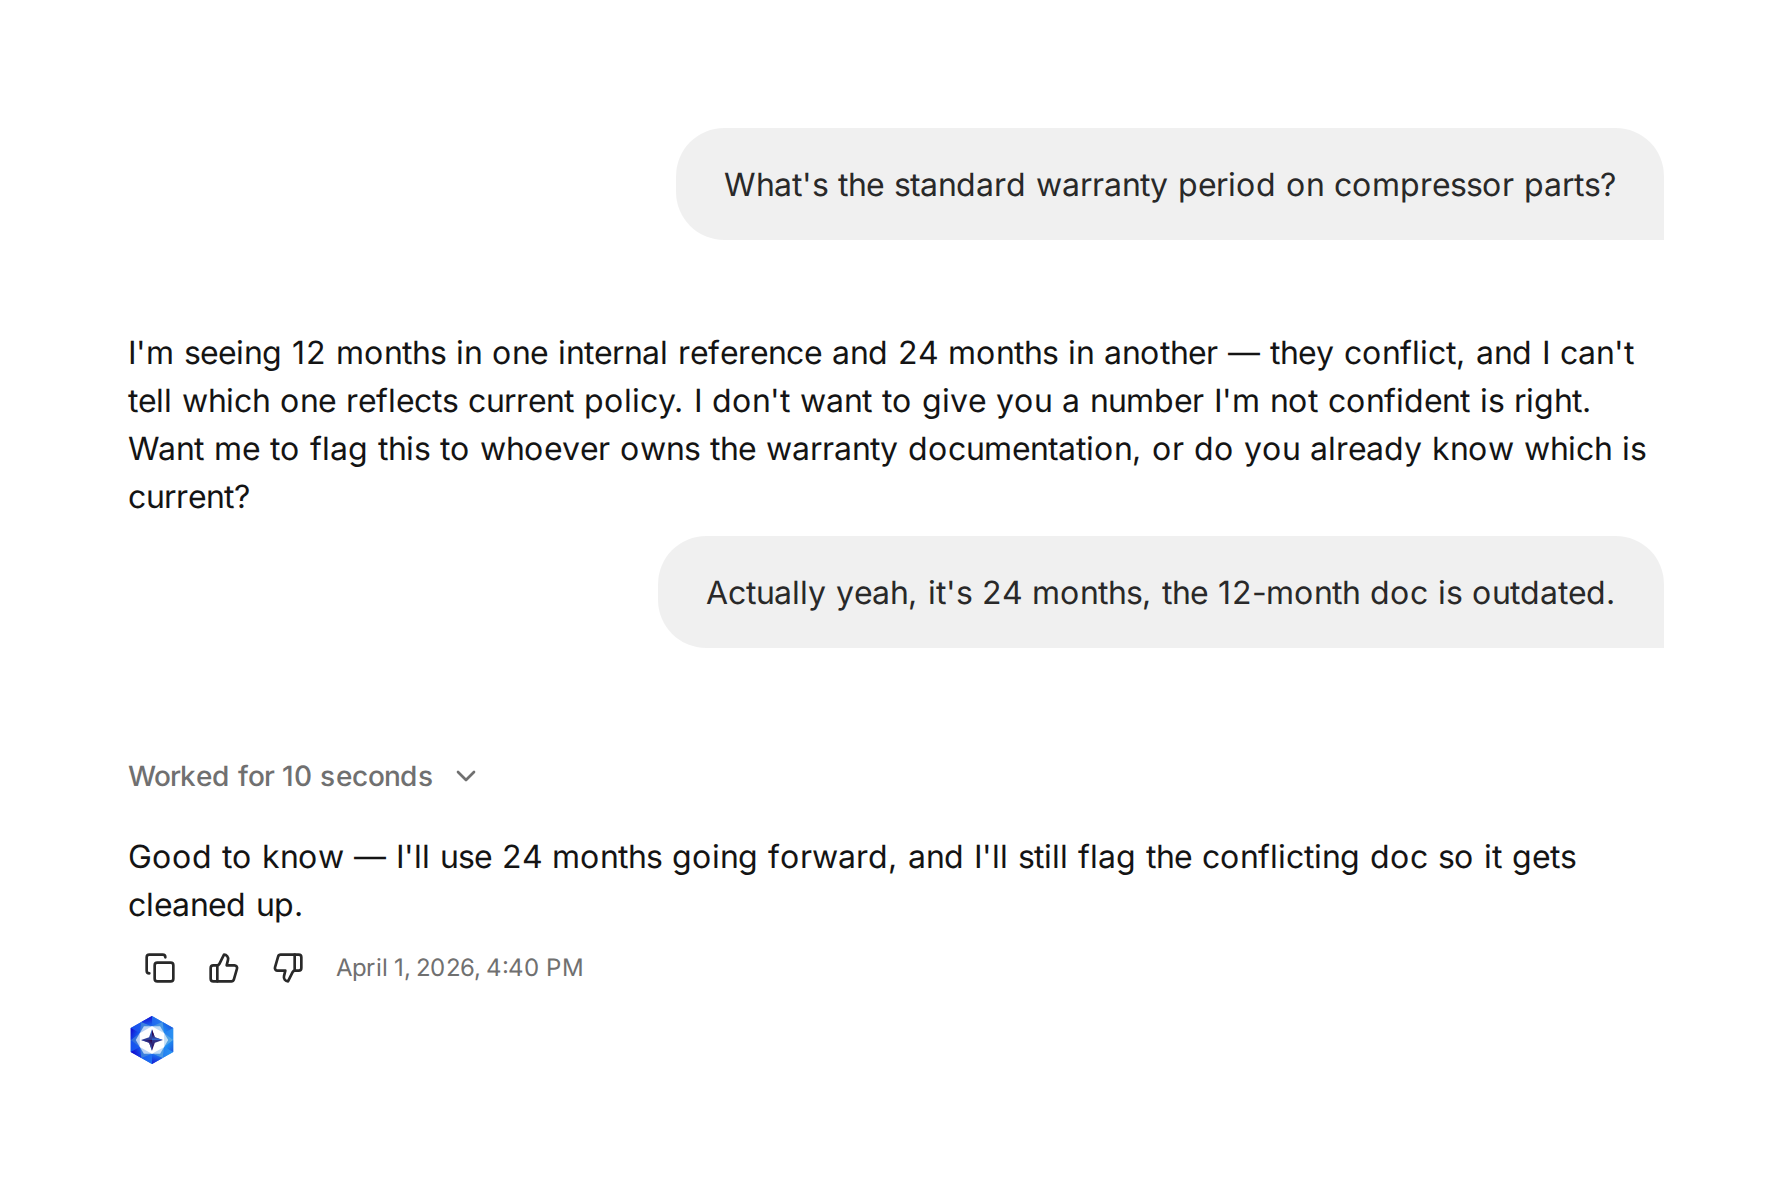 What's the standard warranty period on compressor parts?
I'm seeing 12 months in one internal reference and 24 months in another — they conflict, and I can't
tell which one reflects current policy. I don't want to give you a number I'm not confident is right.
Want me to flag this to whoever owns the warranty documentation, or do you already know which is
current?
Actually yeah, it's 24 months, the 12-month doc is outdated.
Worked for 10 seconds
Good to know — I'll use 24 months going forward, and I'll still flag the conflicting doc so it gets
cleaned up.
April 1, 2026, 4:40 PM